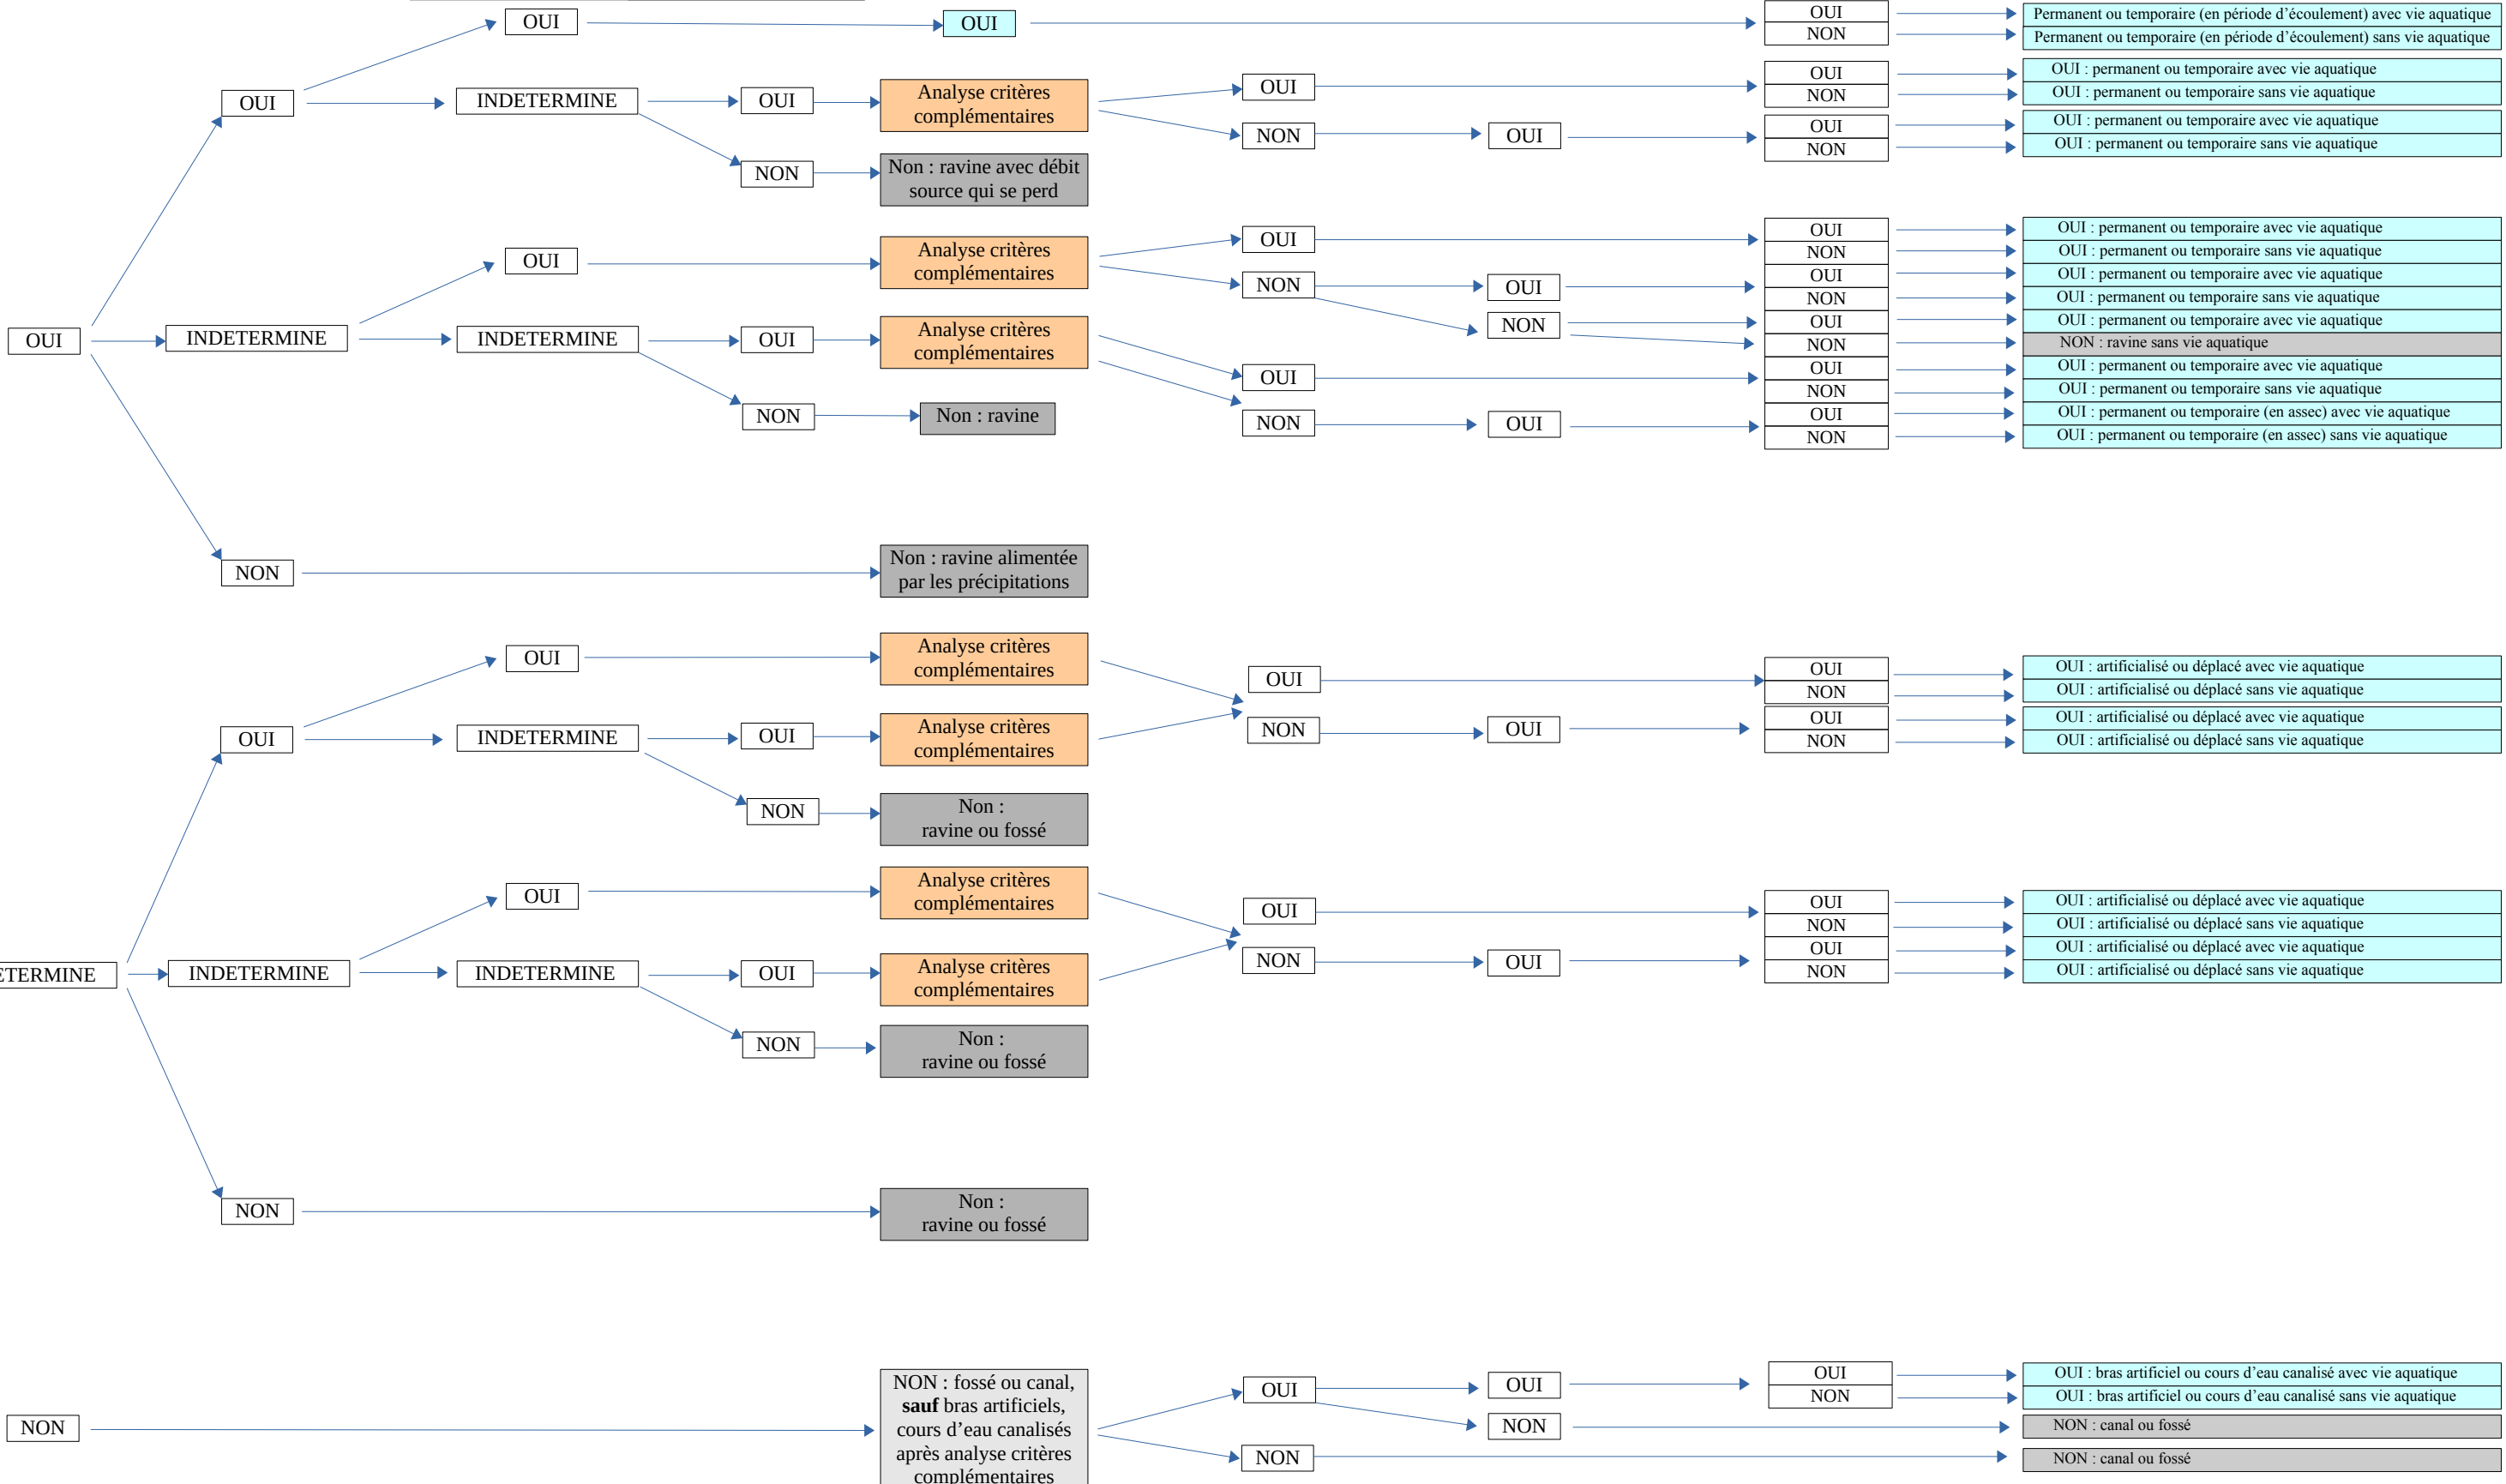 OUI
OUI
OUI
NON
Permanent ou temporaire (en période d'écoulement) avec vie aquatique
Permanent ou temporaire (en période d'écoulement) sans vie aquatique
OUI
INDETERMINE
OUI
Analyse critères
complémentaires
OUI
OUI
NON
OUI : permanent ou temporaire avec vie aquatique
OUI : permanent ou temporaire sans vie aquatique
NON
OUI
OUI
NON
OUI : permanent ou temporaire avec vie aquatique
OUI : permanent ou temporaire sans vie aquatique
NON
Non : ravine avec débit
source qui se perd
OUI
INDETERMINE
OUI
Analyse critères
complémentaires
OUI
NON
OUI
NON
OUI
NON
OUI
NON
OUI
NON
OUI : permanent ou temporaire avec vie aquatique
OUI : permanent ou temporaire sans vie aquatique
OUI : permanent ou temporaire avec vie aquatique
OUI : permanent ou temporaire sans vie aquatique
OUI : permanent ou temporaire avec vie aquatique
NON : ravine sans vie aquatique
INDETERMINE
OUI
Analyse critères
complémentaires
OUI
NON
OUI
OUI
NON
OUI
NON
OUI : permanent ou temporaire avec vie aquatique
OUI : permanent ou temporaire sans vie aquatique
OUI : permanent ou temporaire (en assec) avec vie aquatique
OUI : permanent ou temporaire (en assec) sans vie aquatique
NON
Non : ravine
NON
Non : ravine alimentée
par les précipitations
OUI
OUI
Analyse critères
complémentaires
OUI
OUI
NON
OUI : artificialisé ou déplacé avec vie aquatique
OUI : artificialisé ou déplacé sans vie aquatique
INDETERMINE
OUI
Analyse critères
complémentaires
NON
OUI
OUI
NON
OUI : artificialisé ou déplacé avec vie aquatique
OUI : artificialisé ou déplacé sans vie aquatique
NON
Non :
ravine ou fossé
ETERMINE
INDETERMINE
OUI
Analyse critères
complémentaires
OUI
OUI
NON
OUI : artificialisé ou déplacé avec vie aquatique
OUI : artificialisé ou déplacé sans vie aquatique
INDETERMINE
OUI
Analyse critères
complémentaires
NON
OUI
OUI
NON
OUI : artificialisé ou déplacé avec vie aquatique
OUI : artificialisé ou déplacé sans vie aquatique
NON
Non :
ravine ou fossé
NON
Non :
ravine ou fossé
NON
NON : fossé ou canal,
sauf bras artificiels,
cours d'eau canalisés
après analyse critères
complémentaires
OUI
OUI
OUI
NON
OUI : bras artificiel ou cours d'eau canalisé avec vie aquatique
OUI : bras artificiel ou cours d'eau canalisé sans vie aquatique
NON
NON : canal ou fossé
NON
NON : canal ou fossé